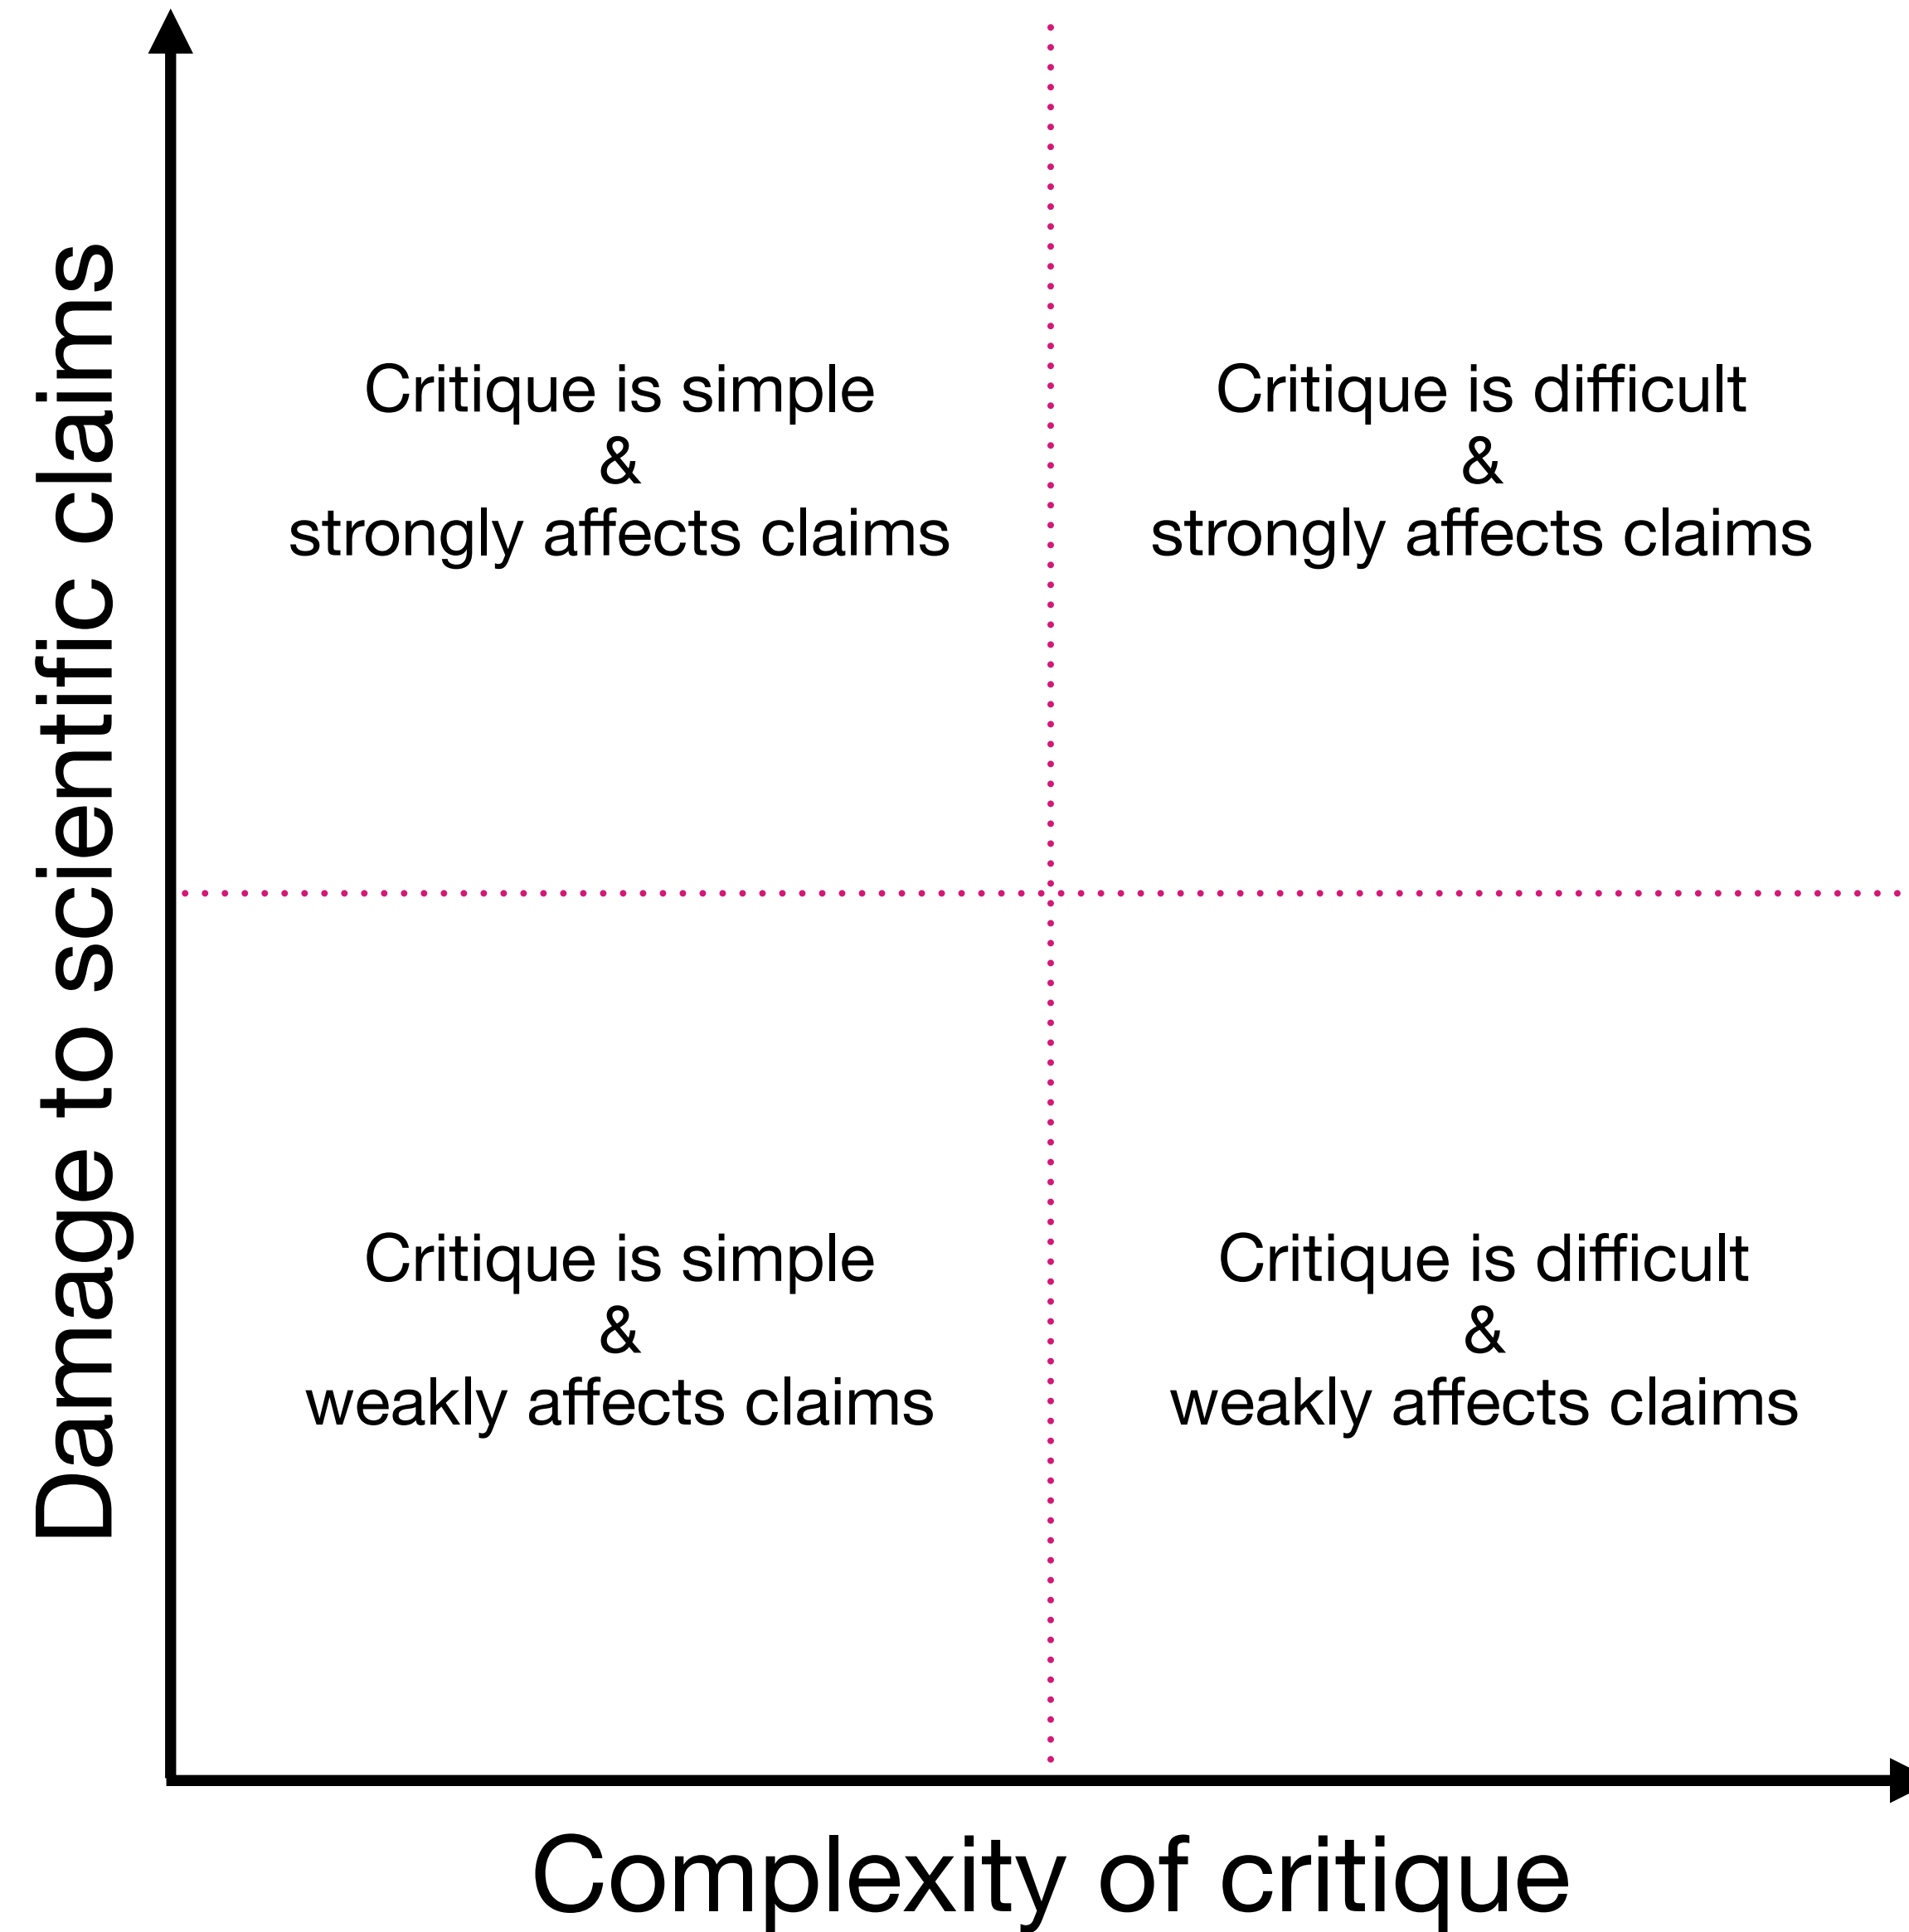 Damage to scientific claims
Critique is simple
&
strongly affects claims
Critique is difficult
&
strongly affects claims
Critique is simple
&
weakly affects claims
Critique is difficult
&
weakly affects claims
Complexity of critique